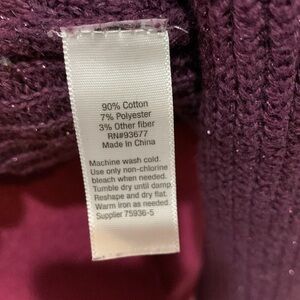 90% Cotton
7% Polyester
3% Other fiber
RN#93677
Made in China
Machine wash cold.
Use only non-chlorine
bleach when needed.
Tumble dry until damp.
Reshape and dry flat.
Warm iron as needed.
Supplier 75936-5